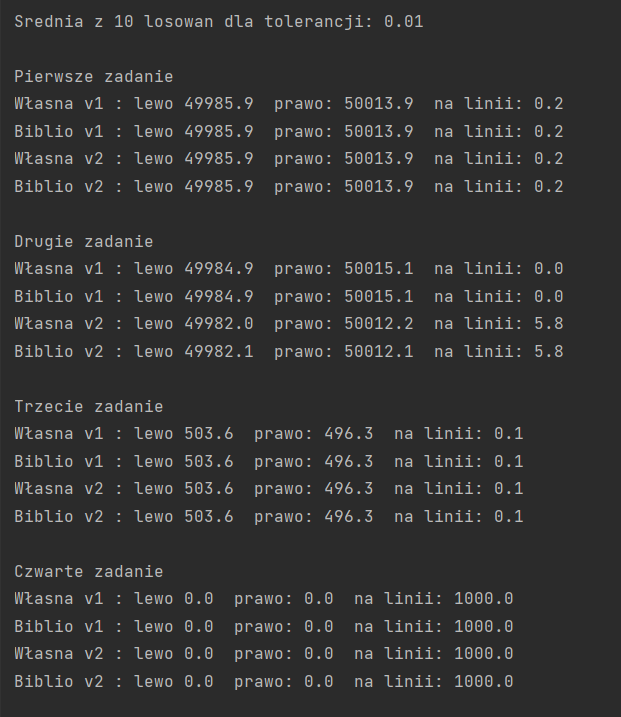 Srednia z 10 losowan dla tolerancji: 0.01
Pierwsze zadanie
Własna v1 : lewo 49985.9  prawo: 50013.9  na linii: 0.2
Biblio v1 : lewo 49985.9  prawo: 50013.9  na linii: 0.2
Własna v2 : lewo 49985.9  prawo: 50013.9  na linii: 0.2
Biblio v2 : lewo 49985.9  prawo: 50013.9  na linii: 0.2
Drugie zadanie
Własna v1 : lewo 49984.9  prawo: 50015.1  na linii: 0.0
Biblio v1 : lewo 49984.9  prawo: 50015.1  na linii: 0.0
Własna v2 : lewo 49982.0  prawo: 50012.2  na linii: 5.8
Biblio v2 : lewo 49982.1  prawo: 50012.1  na linii: 5.8
Trzecie zadanie
Własna v1 : lewo 503.6  prawo: 496.3  na linii: 0.1
Biblio v1 : lewo 503.6  prawo: 496.3  na linii: 0.1
Własna v2 : lewo 503.6  prawo: 496.3  na linii: 0.1
Biblio v2 : lewo 503.6  prawo: 496.3  na linii: 0.1
Czwarte zadanie
Własna v1 : lewo 0.0  prawo: 0.0  na linii: 1000.0
Biblio v1 : lewo 0.0  prawo: 0.0  na linii: 1000.0
Własna v2 : lewo 0.0  prawo: 0.0  na linii: 1000.0
Biblio v2 : lewo 0.0  prawo: 0.0  na linii: 1000.0